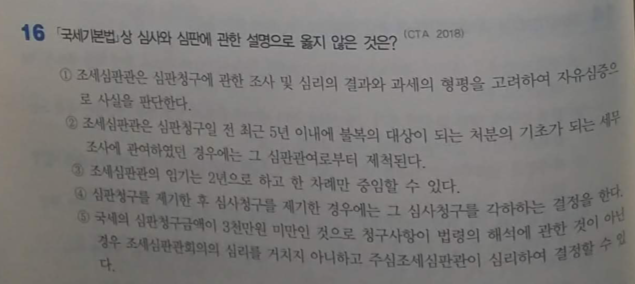 16 「국세기본법」상 심사와 심판에 관한 설명으로 옳지 않은 것은? (CTA 2018)
① 조세심판관은 심판청구에 관한 조사 및 심리의 결과와 과세의 형평을 고려하여 자유심증으
로 사실을 판단한다.
② 조세심판관은 심판청구일 전 최근 5년 이내에 불복의 대상이 되는 처분의 기초가 되는 세무
조사에 관여하였던 경우에는 그 심판관여로부터 제척된다.
③ 조세심판관의 임기는 2년으로 하고 한 차례만 중임할 수 있다.
④ 심판청구를 제기한 후 심사청구를 제기한 경우에는 그 심사청구를 각하하는 결정을 한다.
⑤ 국세의 심판청구금액이 3천만원 미만인 것으로 청구사항이 법령의 해석에 관한 것이 아닌
경우 조세심판관회의의 심리를 거치지 아니하고 주심조세심판관이 심리하여 결정할 수 있
다.